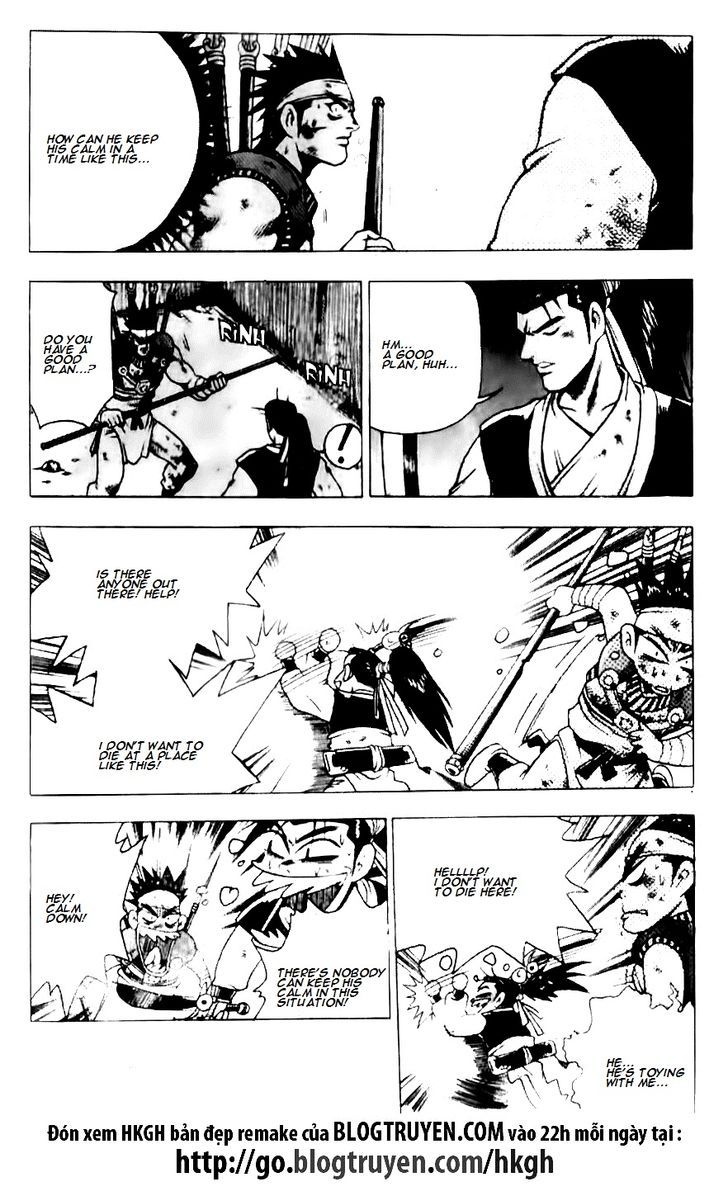 HOW CAN HE KEEP
HIS CALM IN A
TIME LIKE THIS...
DO YOU
HAVE A
GOOD
PLAN...?
RINH
RINH
!
HM...
A GOOD
PLAN, HUH...
IS THERE
ANYONE OUT
THERE! HELP!
I DON'T WANT TO
DIE AT A PLACE
LIKE THIS!
HEY!
CALM
DOWN!
THERE'S NOBODY
CAN KEEP HIS
CALM IN THIS
SITUATION!
HELLLLP!
I DON'T WANT
TO DIE HERE!
HE...
HE'S TOYING
WITH ME...
Đón xem HKGH bản đẹp remake của BLOGTRUYEN.COM vào 22h mỗi ngày tại :
http://go.blogtruyen.com/hkgh